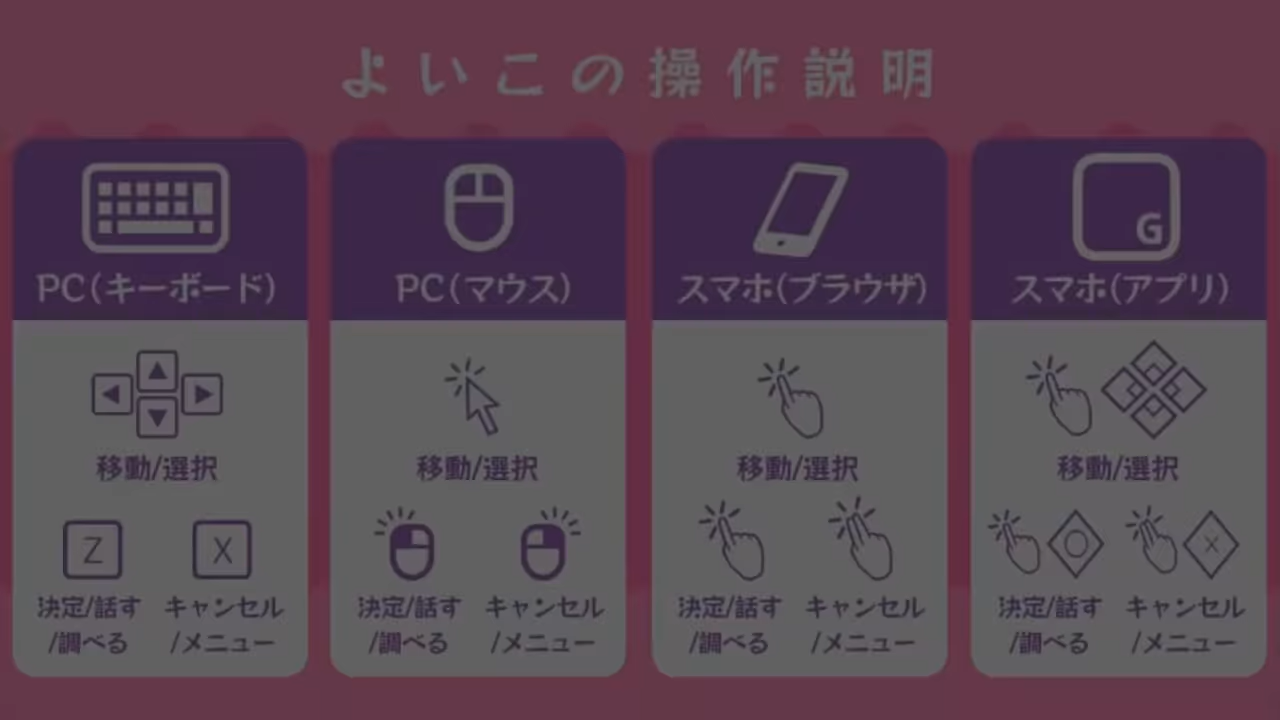 よいこの操作説明
PC(キーボード)
移動/選択
Z
X
決定/話す
/調べる
キャンセル
/メニュー
PC(マウス)
移動/選択
決定/話す
/調べる
キャンセル
/メニュー
スマホ(ブラウザ)
移動/選択
決定/話す
/調べる
キャンセル
/メニュー
G
スマホ(アプリ)
移動/選択
決定/話す
/調べる
X
キャンセル
/メニュー